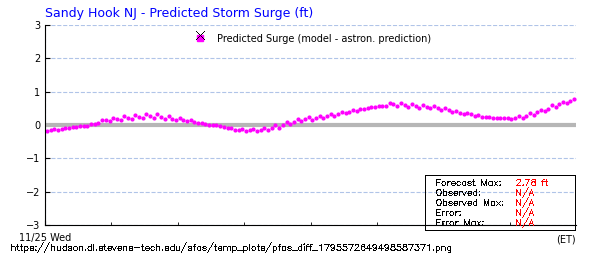 Sandy Hook NJ - Predicted Storm Surge (ft)
3
Predicted Surge (model - astron. prediction)
2
1
0
−1
−2
−3
Forecast Max: 2.78 ft
Observed: N/A
Observed Max: N/A
Error: N/A
Error Max: N/A
11/25 Wed
(ET)
https://hudson.dl.stevens-tech.edu/sfas/temp_plots/pfas_diff_1795572649498587371.png